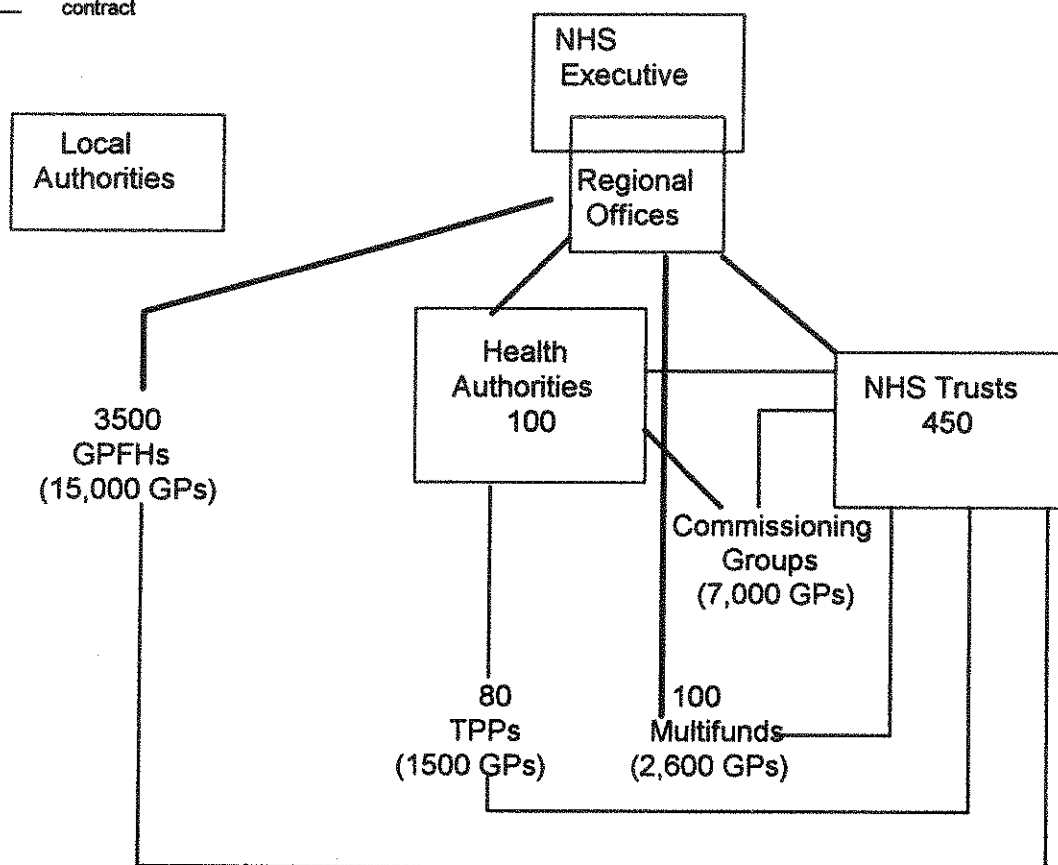 contract
NHS
Executive
Local
Authorities
Regional
Offices
Health
Authorities
100
NHS Trusts
450
3500
GPFHs
(15,000 GPs)
Commissioning
Groups
(7,000 GPs)
80
TPPs
(1500 GPs)
100
Multifunds
(2,600 GPs)